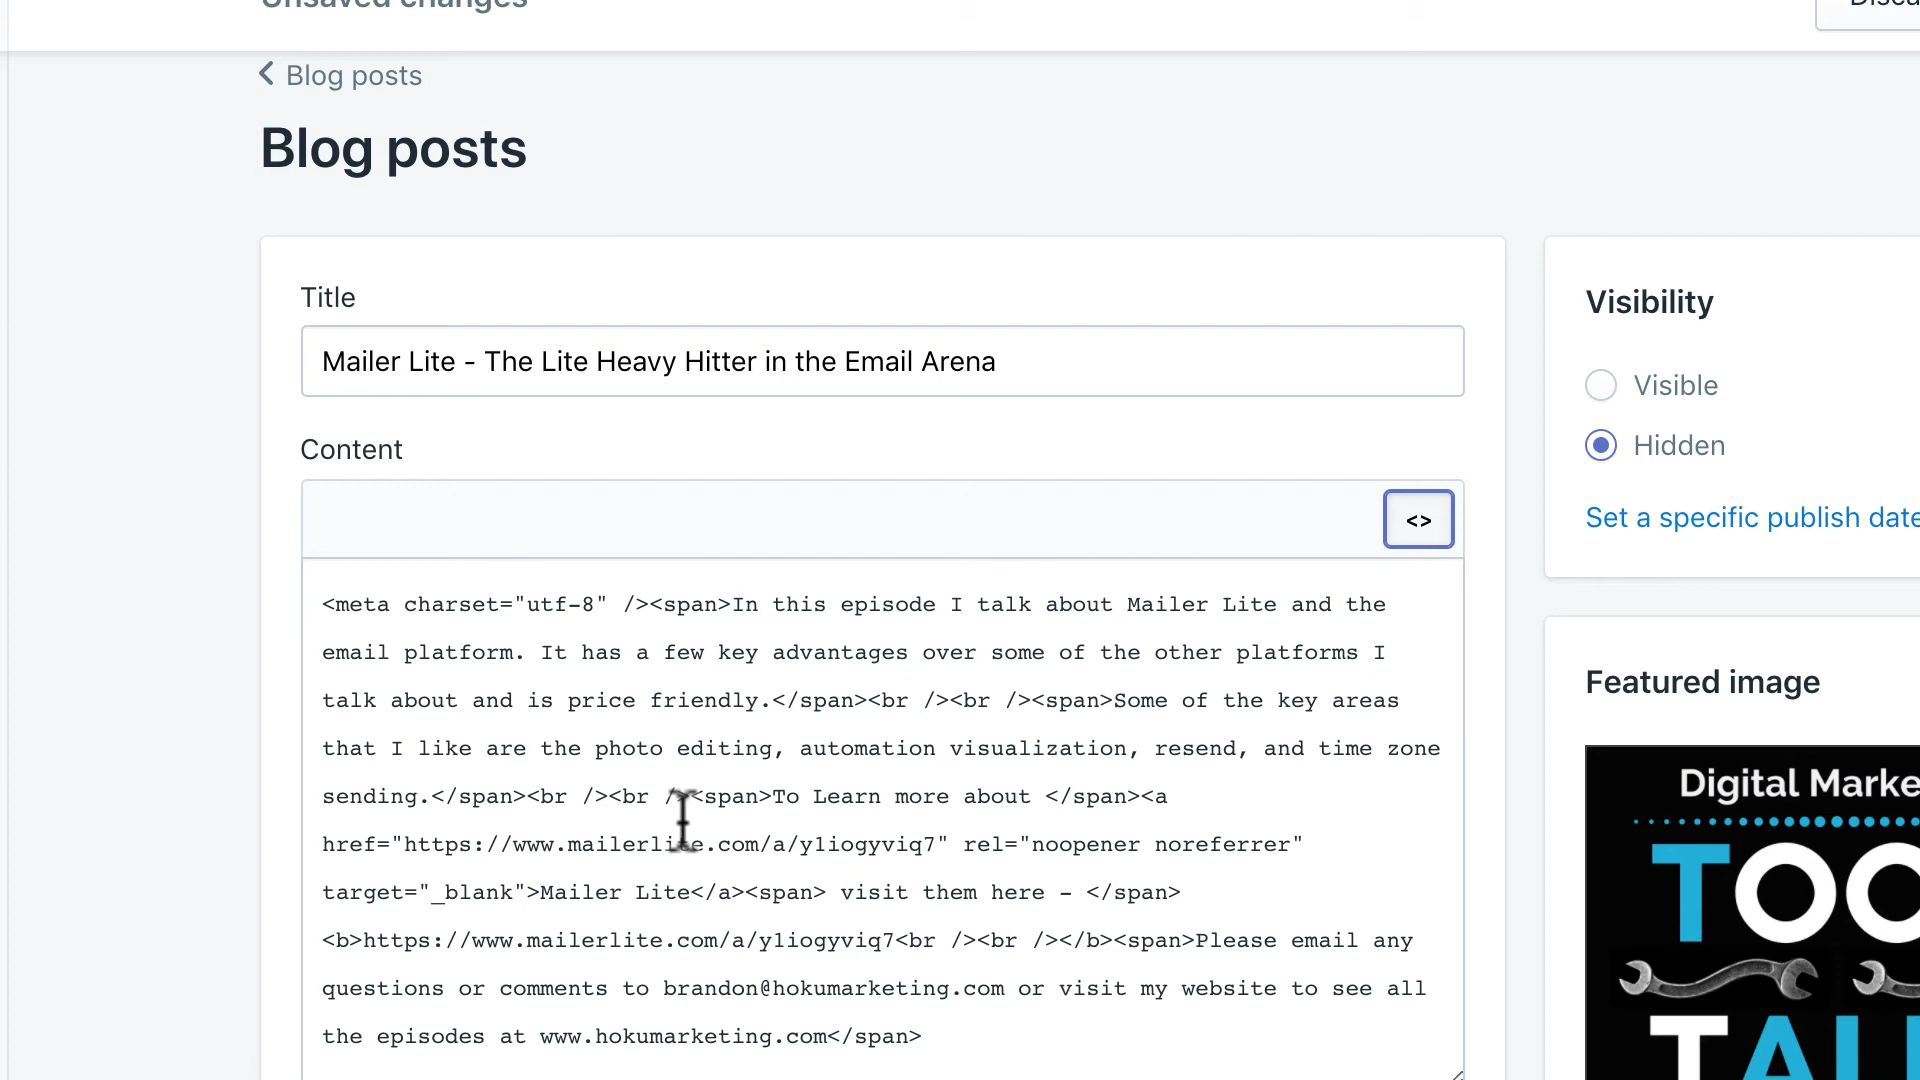 Unsaved changes
Blog posts
Blog posts
Title
Mailer Lite - The Lite Heavy Hitter in the Email Arena
Content
<>
<meta charset="utf-8" /><span>In this episode I talk about Mailer Lite and the
email platform. It has a few key advantages over some of the other platforms I
talk about and is price friendly.</span><br /><br /><span>Some of the key areas
that I like are the photo editing, automation visualization, resend, and time zone
sending.</span><br /><br /><span>To Learn more about </span><a
href="https://www.mailerlite.com/a/y1iogyviq7" rel="noopener noreferrer"
target="_blank">Mailer Lite</a><span> visit them here - </span>
<b>https://www.mailerlite.com/a/y1iogyviq7<br /><br /></b><span>Please email any
questions or comments to brandon@hokumarketing.com or visit my website to see all
the episodes at www.hokumarketing.com</span>
Visibility
Visible
Hidden
Set a specific publish date
Featured image
Digital Marke
TOO
TAL